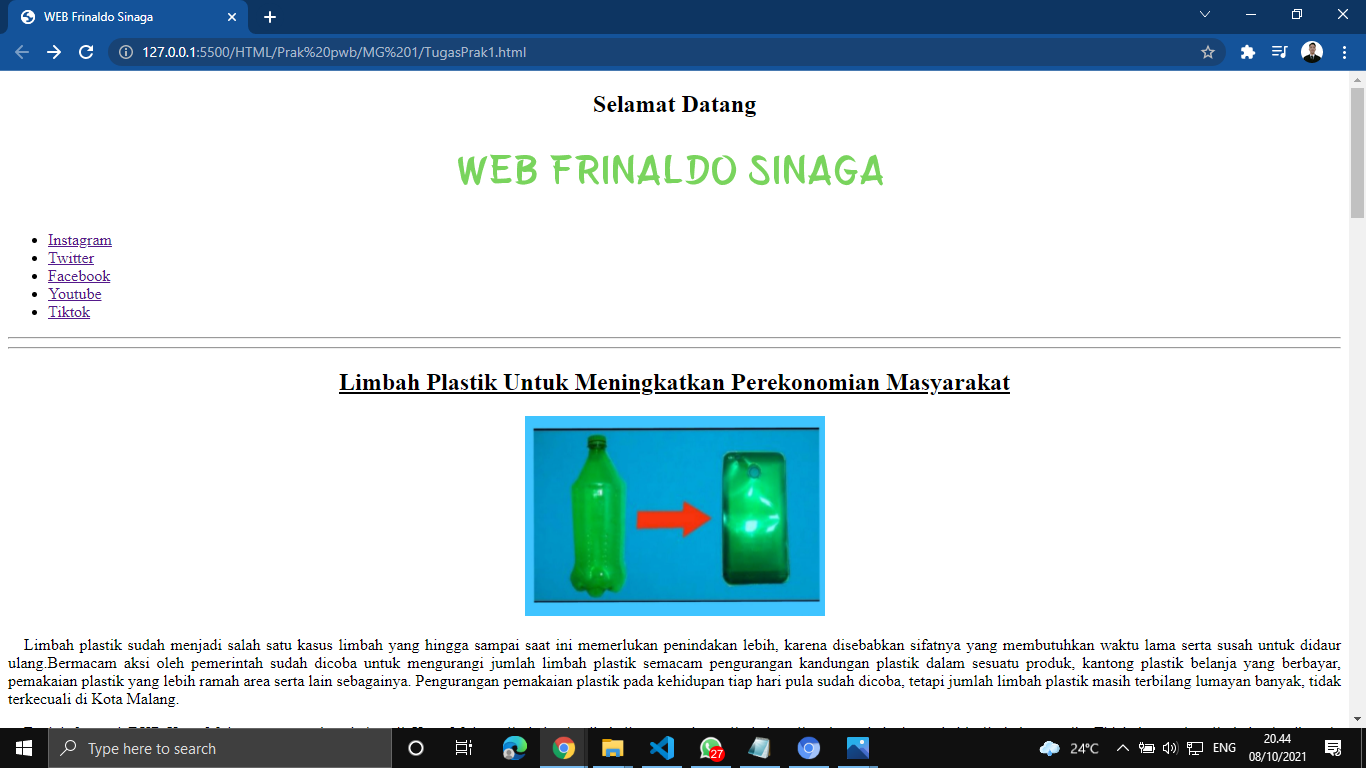 WEB Frinaldo Sinaga
127.0.0.1:5500/HTML/Prak%20pwb/MG%201/TugasPrak1.html
Selamat Datang
WEB FRINALDO SINAGA
Instagram
Twitter
Facebook
Youtube
Tiktok
Limbah Plastik Untuk Meningkatkan Perekonomian Masyarakat
Limbah plastik sudah menjadi salah satu kasus limbah yang hingga sampai saat ini memerlukan penindakan lebih, karena disebabkan sifatnya yang membutuhkan waktu lama serta susah untuk didaur
ulang.Bermacam aksi oleh pemerintah sudah dicoba untuk mengurangi jumlah limbah plastik semacam pengurangan kandungan plastik dalam sesuatu produk, kantong plastik belanja yang berbayar,
pemakaian plastik yang lebih ramah area serta lain sebagainya. Pengurangan pemakaian plastik pada kehidupan tiap hari pula sudah dicoba, tetapi jumlah limbah plastik masih terbilang lumayan banyak, tidak
terkecuali di Kota Malang.
Type here to search
27
24°C
ENG
20.44
08/10/2021